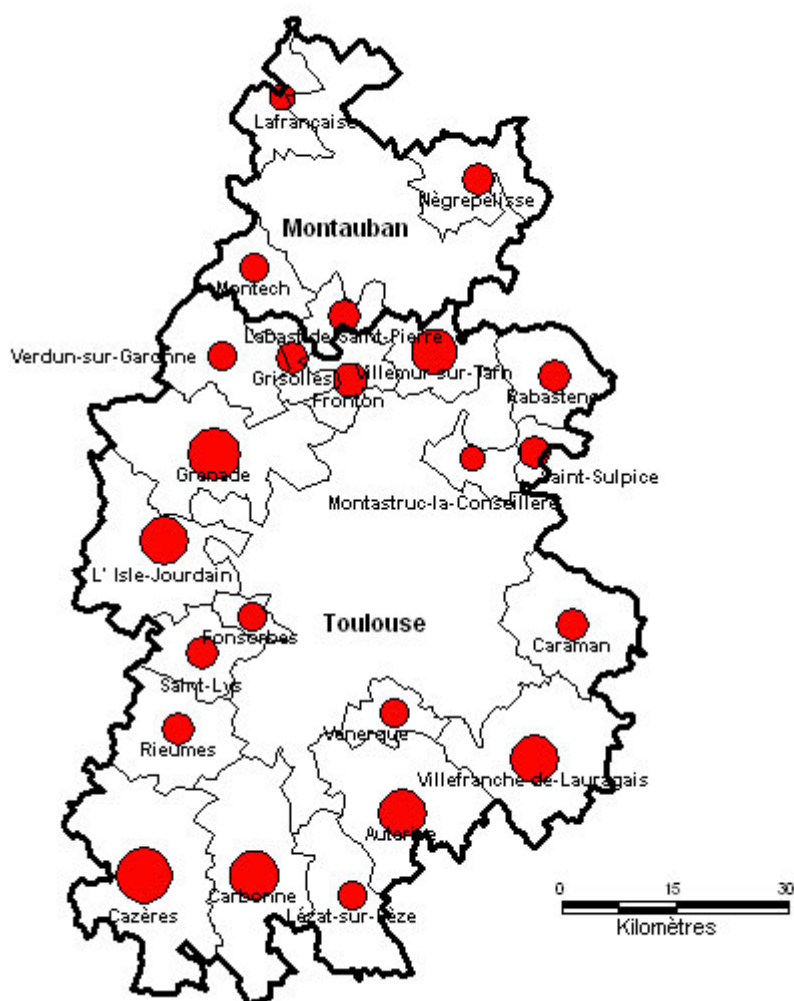 Lafrançaise
Nègrepelisse
Montauban
Montech
LaBastide Saint-Pierre
Verdun-sur-Garonne
Grisolles
Villemur-sur-Tarn
Fronton
Rabastens
Grenade
Saint-Sulpice
Montastruc-la-Conseillère
L' Isle-Jourdain
Toulouse
Fonsorbes
Caraman
Saint-Lys
Venerque
Rieumes
Villefranche-de-Lauragais
Auterive
Carbonne
Lézat-sur-Lèze
Cazères
0 15 30
Kilomètres